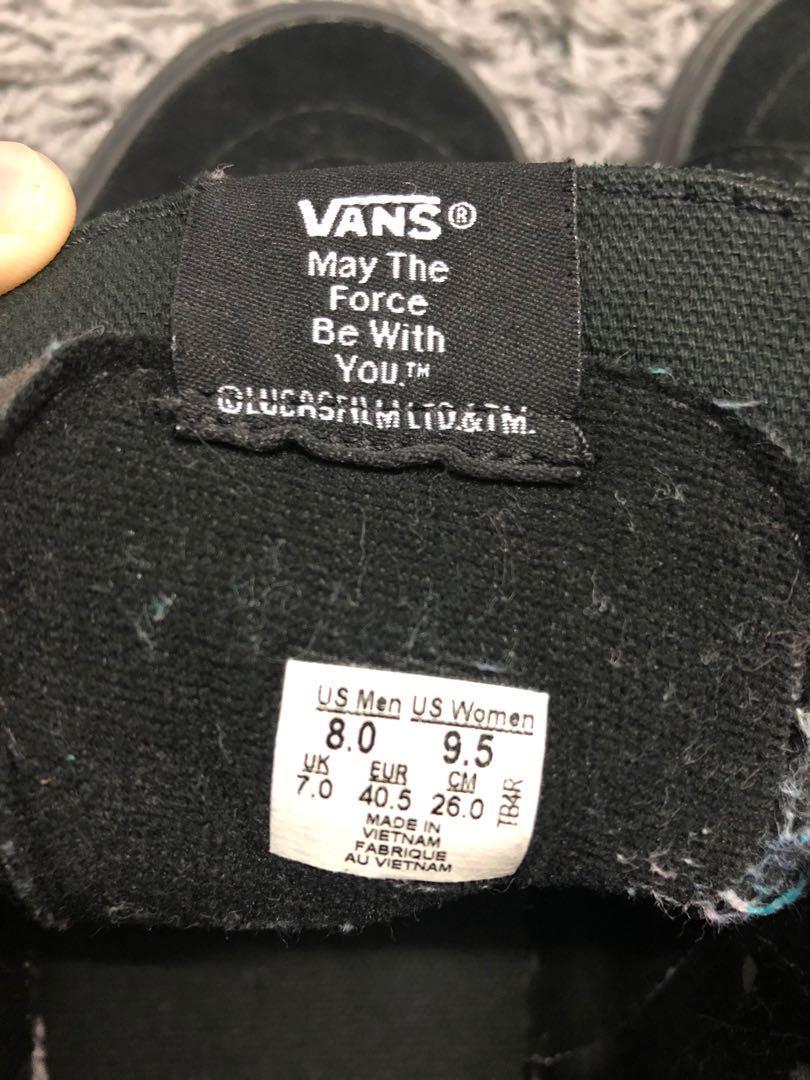 VANS®
May The
Force
Be With
You.™
©LUCASFILM LTD.&TM.
US Men US Women
8.0 9.5
UK EUR CM
7.0 40.5 26.0
TB4R
MADE IN
VIETNAM
FABRIQUE
AU VIETNAM